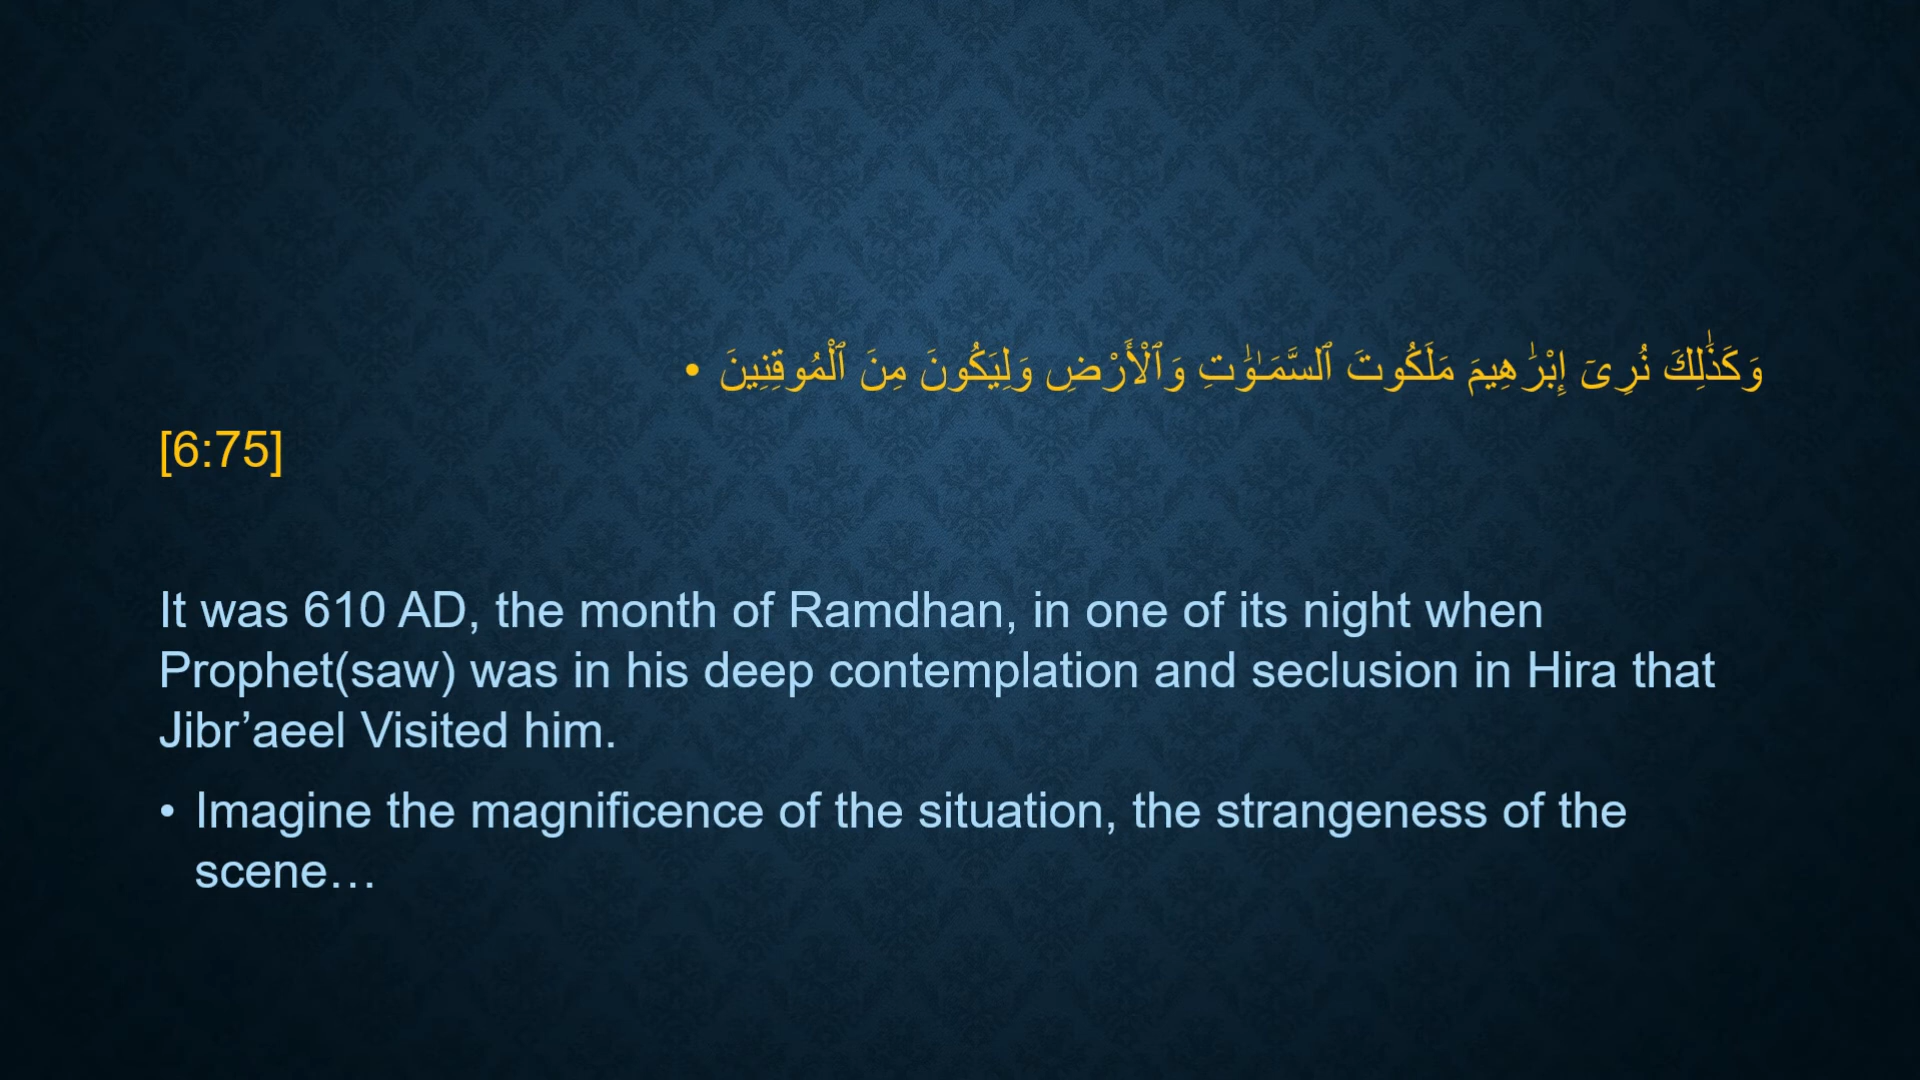 • وَكَذَٰلِكَ نُرِىٓ إِبْرَٰهِيمَ مَلَكُوتَ ٱلسَّمَـٰوَٰتِ وَٱلْأَرْضِ وَلِيَكُونَ مِنَ ٱلْمُوقِنِينَ
[6:75]
It was 610 AD, the month of Ramdhan, in one of its night when
Prophet(saw) was in his deep contemplation and seclusion in Hira that
Jibr’aeel Visited him.
• Imagine the magnificence of the situation, the strangeness of the
scene…